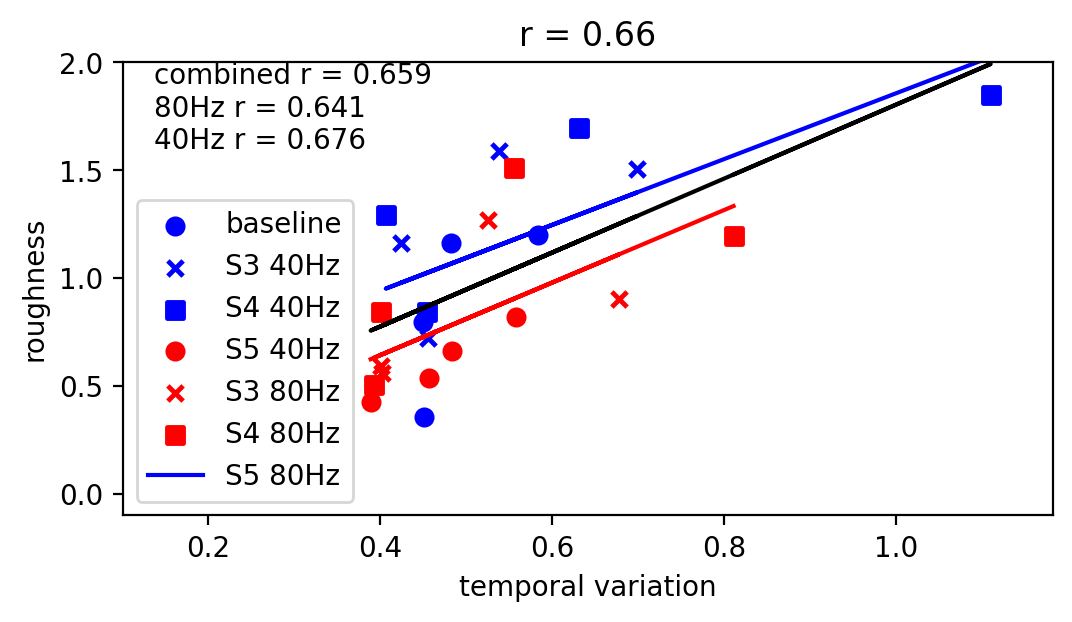 r = 0.66
combined r = 0.659
80Hz r = 0.641
40Hz r = 0.676
baseline
S3 40Hz
S4 40Hz
S5 40Hz
S3 80Hz
S4 80Hz
S5 80Hz
roughness
2.0
1.5
1.0
0.5
0.0
0.2 0.4 0.6 0.8 1.0
temporal variation